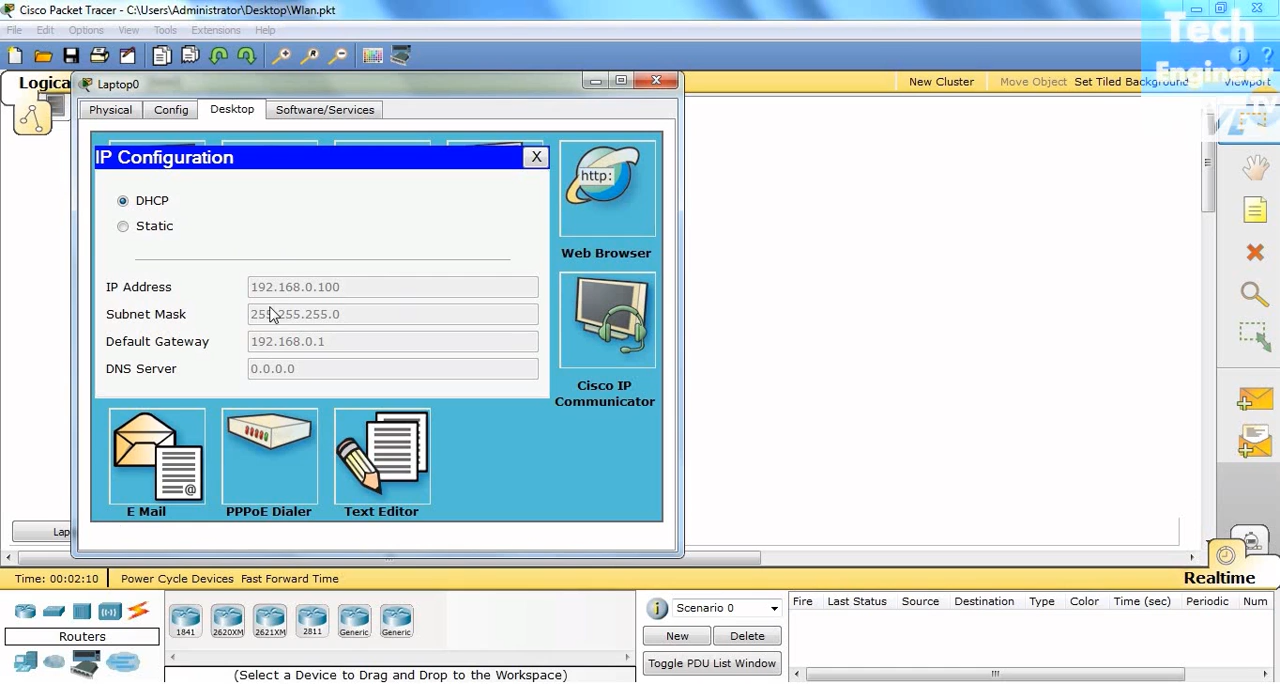 Cisco Packet Tracer - C:\Users\Administrator\Desktop\Wlan.pkt
File Edit Options View Tools Extensions Help
Tech
Engineer
Logica
New Cluster Move Object Set Tiled Background Viewport
Laptop0
Physical Config Desktop Software/Services
IP Configuration X
DHCP
Static
IP Address 192.168.0.100
Subnet Mask 255.255.255.0
Default Gateway 192.168.0.1
DNS Server 0.0.0.0
http:
Web Browser
Cisco IP
Communicator
@
E Mail PPPoE Dialer Text Editor
Lap
Time: 00:02:10 Power Cycle Devices Fast Forward Time
Realtime
Routers
1841 2620XM 2621XM 2811 Generic Generic
(Select a Device to Drag and Drop to the Workspace)
Scenario 0
New Delete
Toggle PDU List Window
Fire Last Status Source Destination Type Color Time (sec) Periodic Num